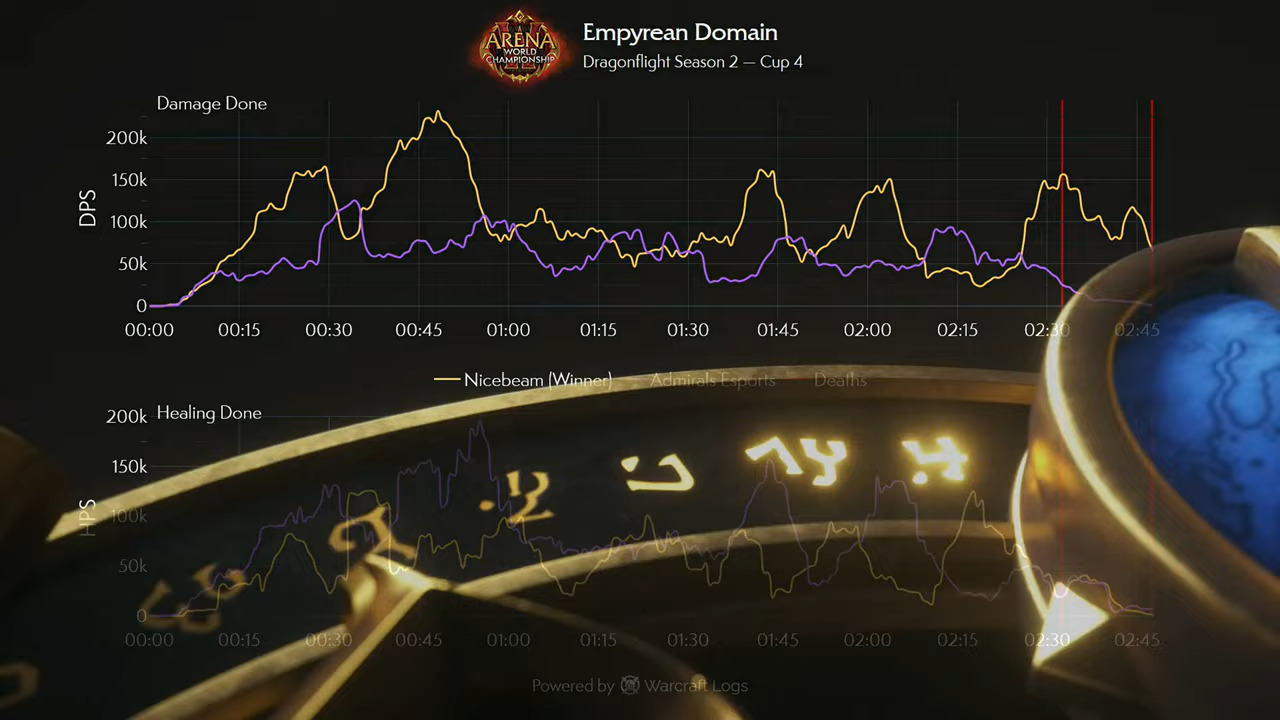 ARENA
WORLD
CHAMPIONSHIP
Empyrean Domain
Dragonflight Season 2 — Cup 4
Damage Done
DPS
200k
150k
100k
50k
0
00:00 00:15 00:30 00:45 01:00 01:15 01:30 01:45 02:00 02:15 02:30 02:45
Nicebeam (Winner) Admirals Esports Deaths
Healing Done
HPS
200k
150k
100k
50k
0
00:00 00:15 00:30 00:45 01:00 01:15 01:30 01:45 02:00 02:15 02:30 02:45
Powered by Warcraft Logs